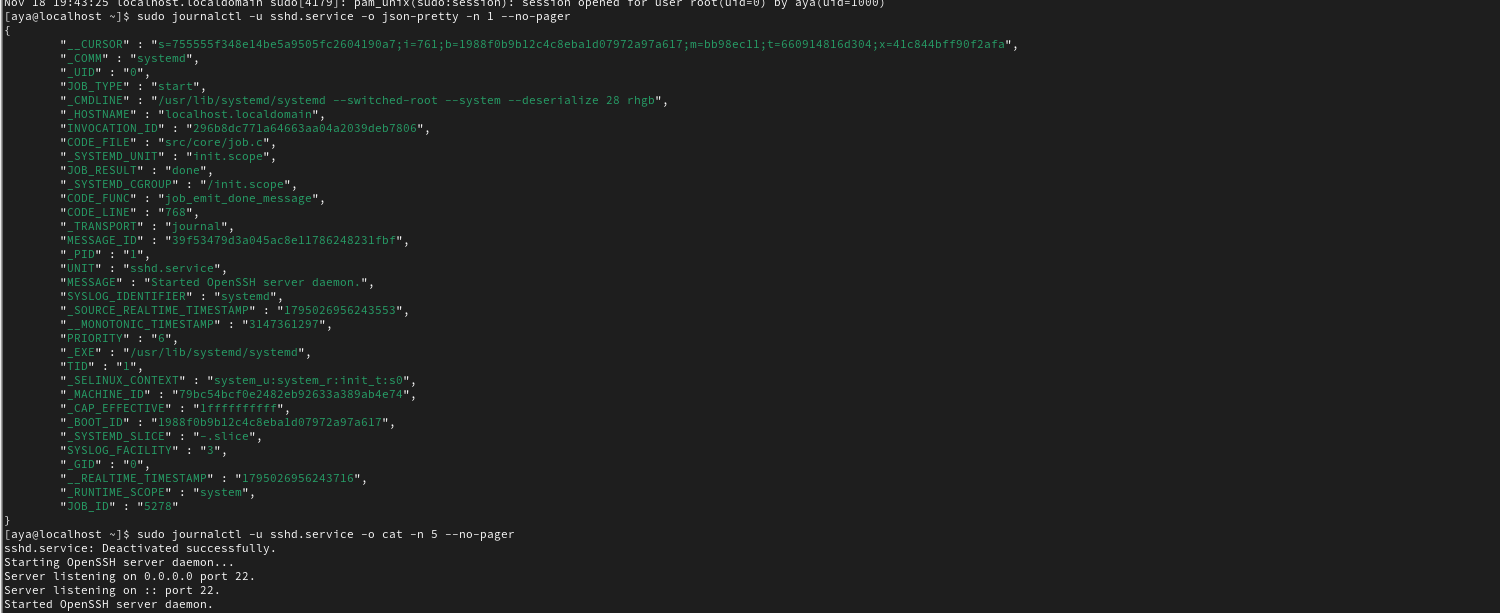 Nov 18 19:43:25 localhost.localdomain sudo[4179]: pam_unix(sudo:session): session opened for user root(uid=0) by aya(uid=1000)
[aya@localhost ~]$ sudo journalctl -u sshd.service -o json-pretty -n 1 --no-pager
{
        "__CURSOR" : "s=755555f348e14be5a9505fc2604190a7;i=761;b=1988f0b9b12c4c8eba1d07972a97a617;m=bb98ec11;t=660914816d304;x=41c844bff90f2afa",
        "_COMM" : "systemd",
        "_UID" : "0",
        "JOB_TYPE" : "start",
        "_CMDLINE" : "/usr/lib/systemd/systemd --switched-root --system --deserialize 28 rhgb",
        "_HOSTNAME" : "localhost.localdomain",
        "INVOCATION_ID" : "296b8dc771a64663aa04a2039deb7806",
        "CODE_FILE" : "src/core/job.c",
        "_SYSTEMD_UNIT" : "init.scope",
        "JOB_RESULT" : "done",
        "_SYSTEMD_CGROUP" : "/init.scope",
        "CODE_FUNC" : "job_emit_done_message",
        "CODE_LINE" : "768",
        "_TRANSPORT" : "journal",
        "MESSAGE_ID" : "39f53479d3a045ac8e11786248231fbf",
        "_PID" : "1",
        "UNIT" : "sshd.service",
        "MESSAGE" : "Started OpenSSH server daemon.",
        "SYSLOG_IDENTIFIER" : "systemd",
        "_SOURCE_REALTIME_TIMESTAMP" : "1795026956243553",
        "__MONOTONIC_TIMESTAMP" : "3147361297",
        "PRIORITY" : "6",
        "_EXE" : "/usr/lib/systemd/systemd",
        "TID" : "1",
        "_SELINUX_CONTEXT" : "system_u:system_r:init_t:s0",
        "_MACHINE_ID" : "79bc54bcf0e2482eb92633a389ab4e74",
        "_CAP_EFFECTIVE" : "1ffffffffff",
        "_BOOT_ID" : "1988f0b9b12c4c8eba1d07972a97a617",
        "_SYSTEMD_SLICE" : "-.slice",
        "SYSLOG_FACILITY" : "3",
        "_GID" : "0",
        "__REALTIME_TIMESTAMP" : "1795026956243716",
        "_RUNTIME_SCOPE" : "system",
        "JOB_ID" : "5278"
}
[aya@localhost ~]$ sudo journalctl -u sshd.service -o cat -n 5 --no-pager
sshd.service: Deactivated successfully.
Starting OpenSSH server daemon...
Server listening on 0.0.0.0 port 22.
Server listening on :: port 22.
Started OpenSSH server daemon.